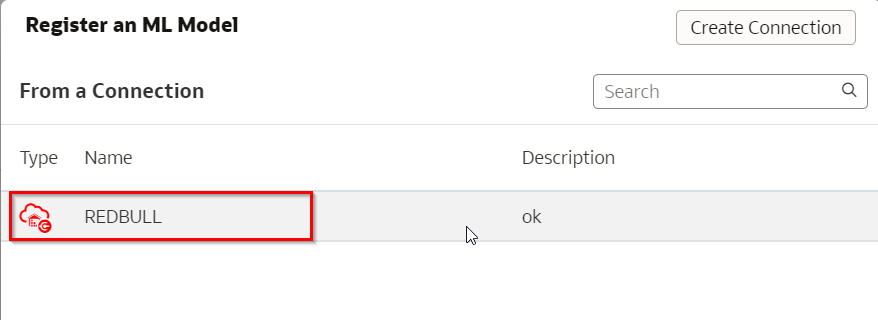 Register an ML Model
Create Connection
From a Connection
Search
Type Name Description
REDBULL ok